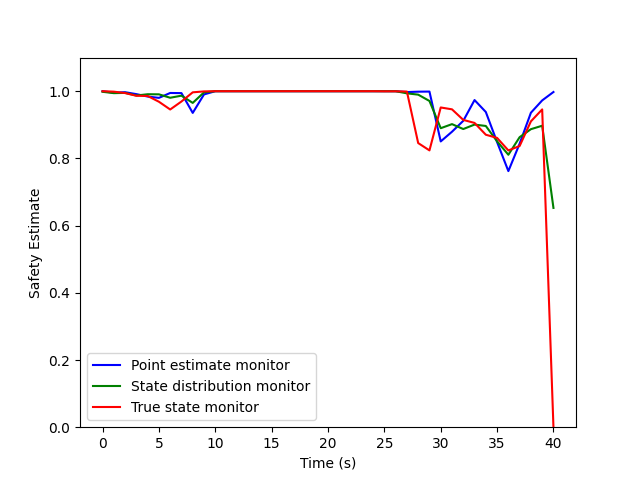 1.0
0.8
0.6
0.4
0.2
0.0
Safety Estimate
Point estimate monitor
State distribution monitor
True state monitor
0 5 10 15 20 25 30 35 40
Time (s)